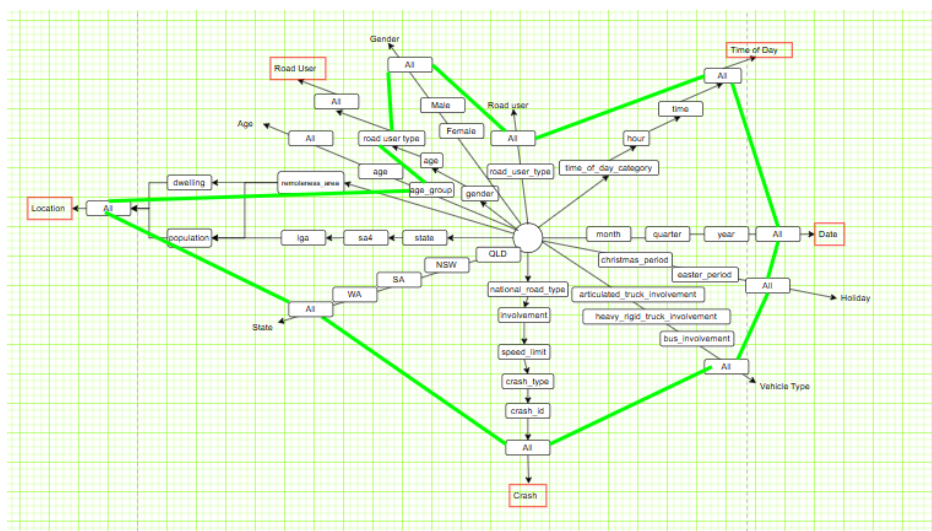 Gender
All
Time of Day
All
Road User
All
Male
Road user
time
Age
All
road user type
Female
All
hour
age
age
road_user_type
time_of_day_category
dwelling
remoteness_area
age_group
gender
Location
All
population
lga
sa4
state
month
quarter
year
All
Date
QLD
christmas_period
NSW
easter_period
SA
national_road_type
articulated_truck_involvement
All
Holiday
WA
All
involvement
heavy_rigid_truck_involvement
State
bus_involvement
speed_limit
All
crash_type
Vehicle Type
crash_id
All
Crash